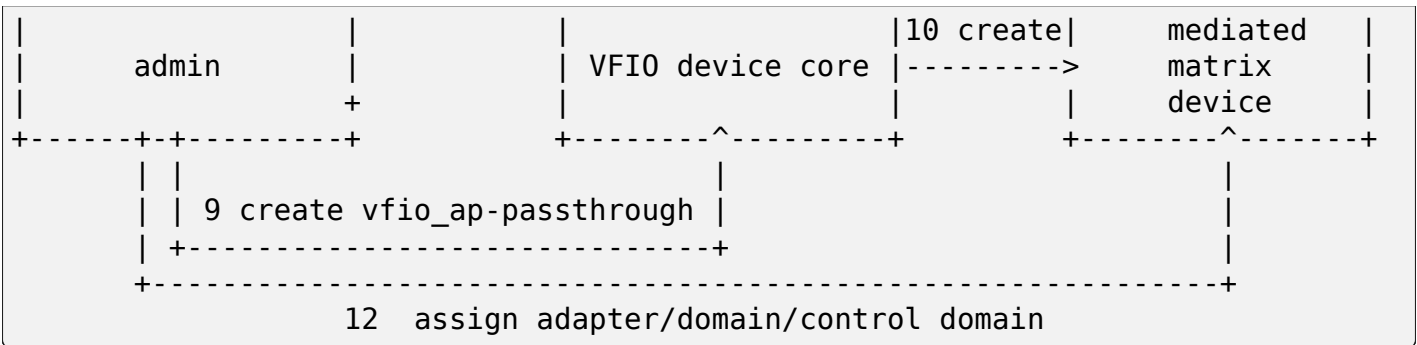 |                   |            |                   |10 create|     mediated   |
|       admin       |            | VFIO device core  |--------->     matrix     |
|                   +            |                   |         |     device     |
+------+-+---------+            +--------^---------+         +--------^-------+
       | |                               |                             |
       | | 9 create vfio_ap-passthrough |                             |
       | +------------------------------+                             |
       +-------------------------------------------------------------+
                   12  assign adapter/domain/control domain